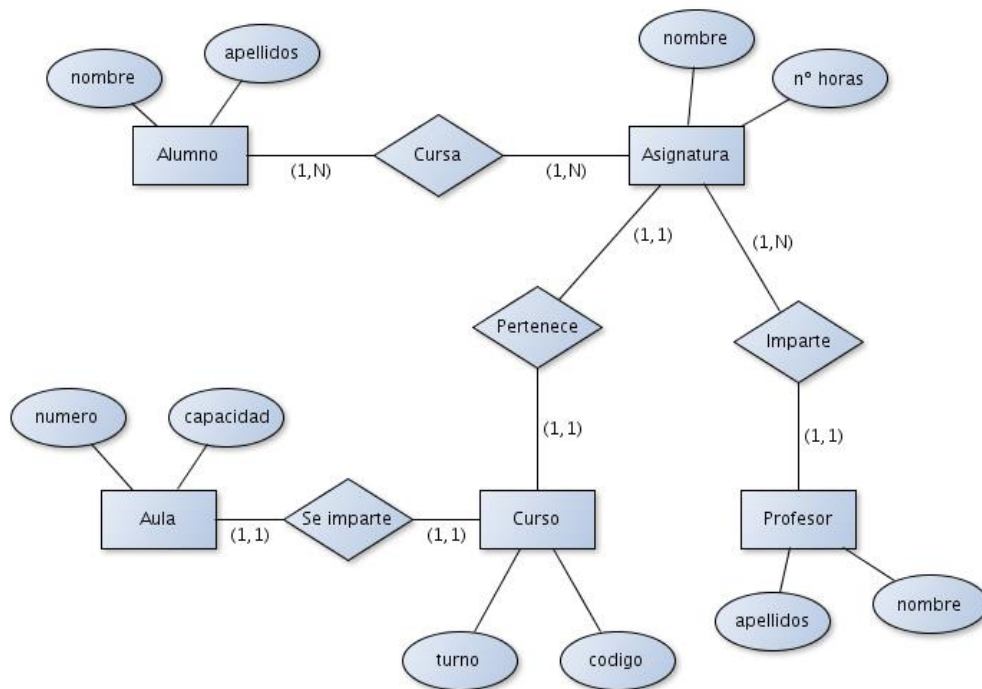 nombre
apellidos
nombre
n° horas
Alumno
Cursa
Asignatura
(1,N)
(1,N)
(1,1)
(1,N)
Pertenece
Imparte
numero
capacidad
(1,1)
(1,1)
Aula
Se imparte
Curso
Profesor
(1,1)
(1,1)
apellidos
nombre
turno
codigo